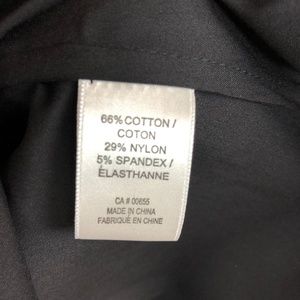 66% COTTON /
COTON
29% NYLON
5% SPANDEX /
ÉLASTHANNE
CA # 00655
MADE IN CHINA
FABRIQUÉ EN CHINE